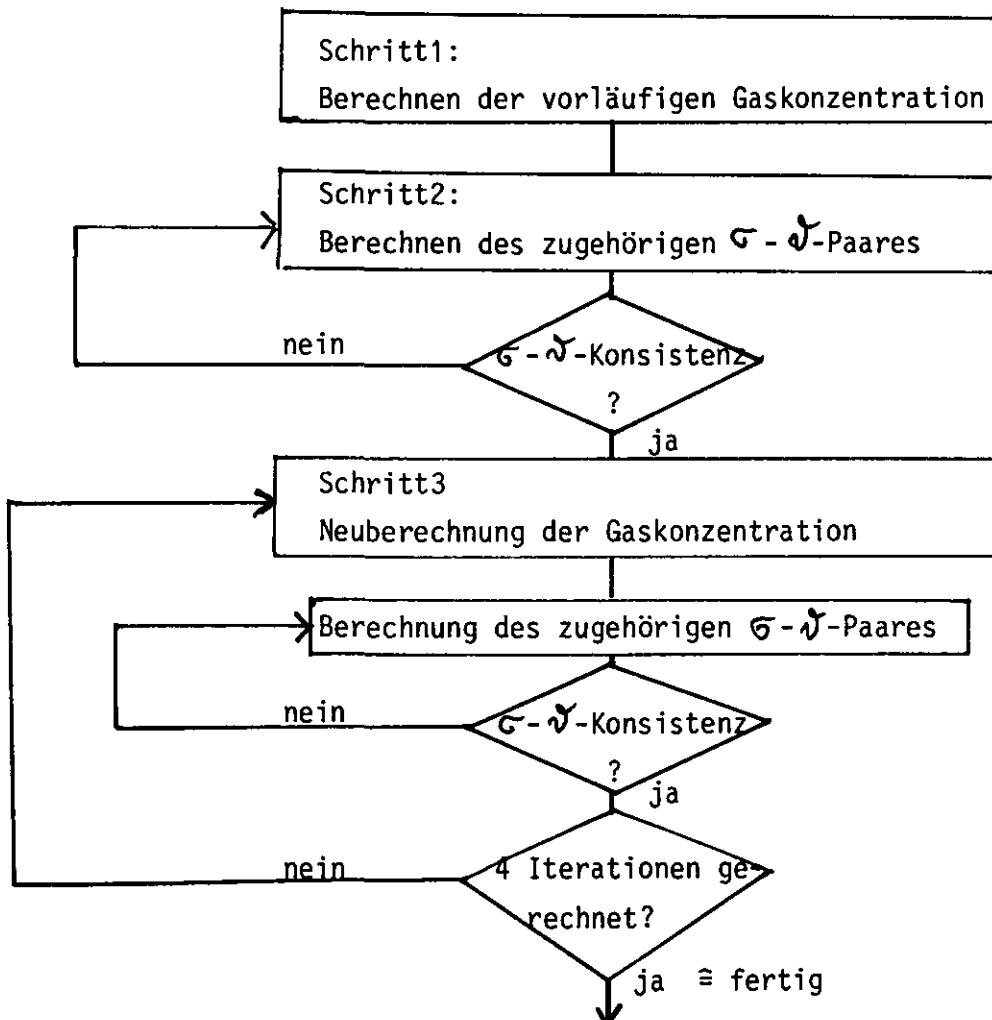 Schritt1:
Berechnen der vorläufigen Gaskonzentration
Schritt2:
Berechnen des zugehörigen σ - ϑ-Paares
nein
σ - ϑ-Konsistenz
?
ja
Schritt3
Neuberechnung der Gaskonzentration
Berechnung des zugehörigen σ - ϑ-Paares
nein
σ - ϑ-Konsistenz
?
ja
nein
4 Iterationen ge-
rechnet?
ja ≙ fertig